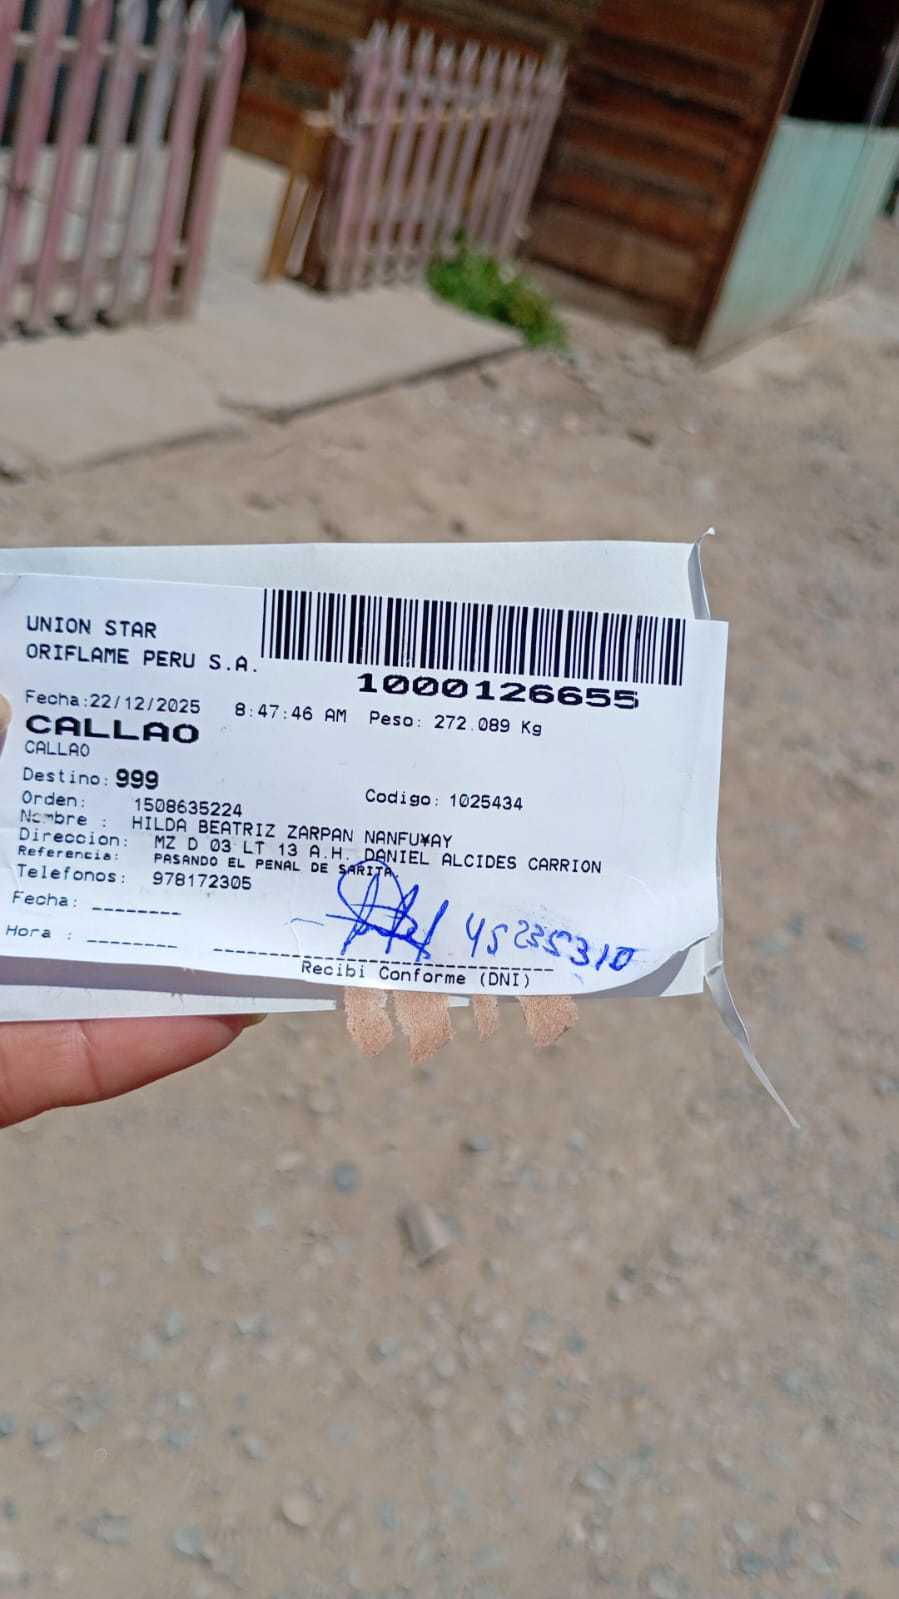 UNION STAR
ORIFLAME PERU S.A.
1000126655
Fecha:22/12/2025 8:47:46 AM Peso: 272.089 Kg
CALLAO
CALLAO
Destino: 999
Orden: 1508635224 Codigo: 1025434
Nombre : HILDA BEATRIZ ZARPAN NANFU¥AY
Direccion: MZ D 03 LT 13 A.H. DANIEL ALCIDES CARRION
Referencia: PASANDO EL PENAL DE SARITA
Telefonos: 978172305
Fecha: ________
Hora : ________
45235310
Recibi Conforme (DNI)